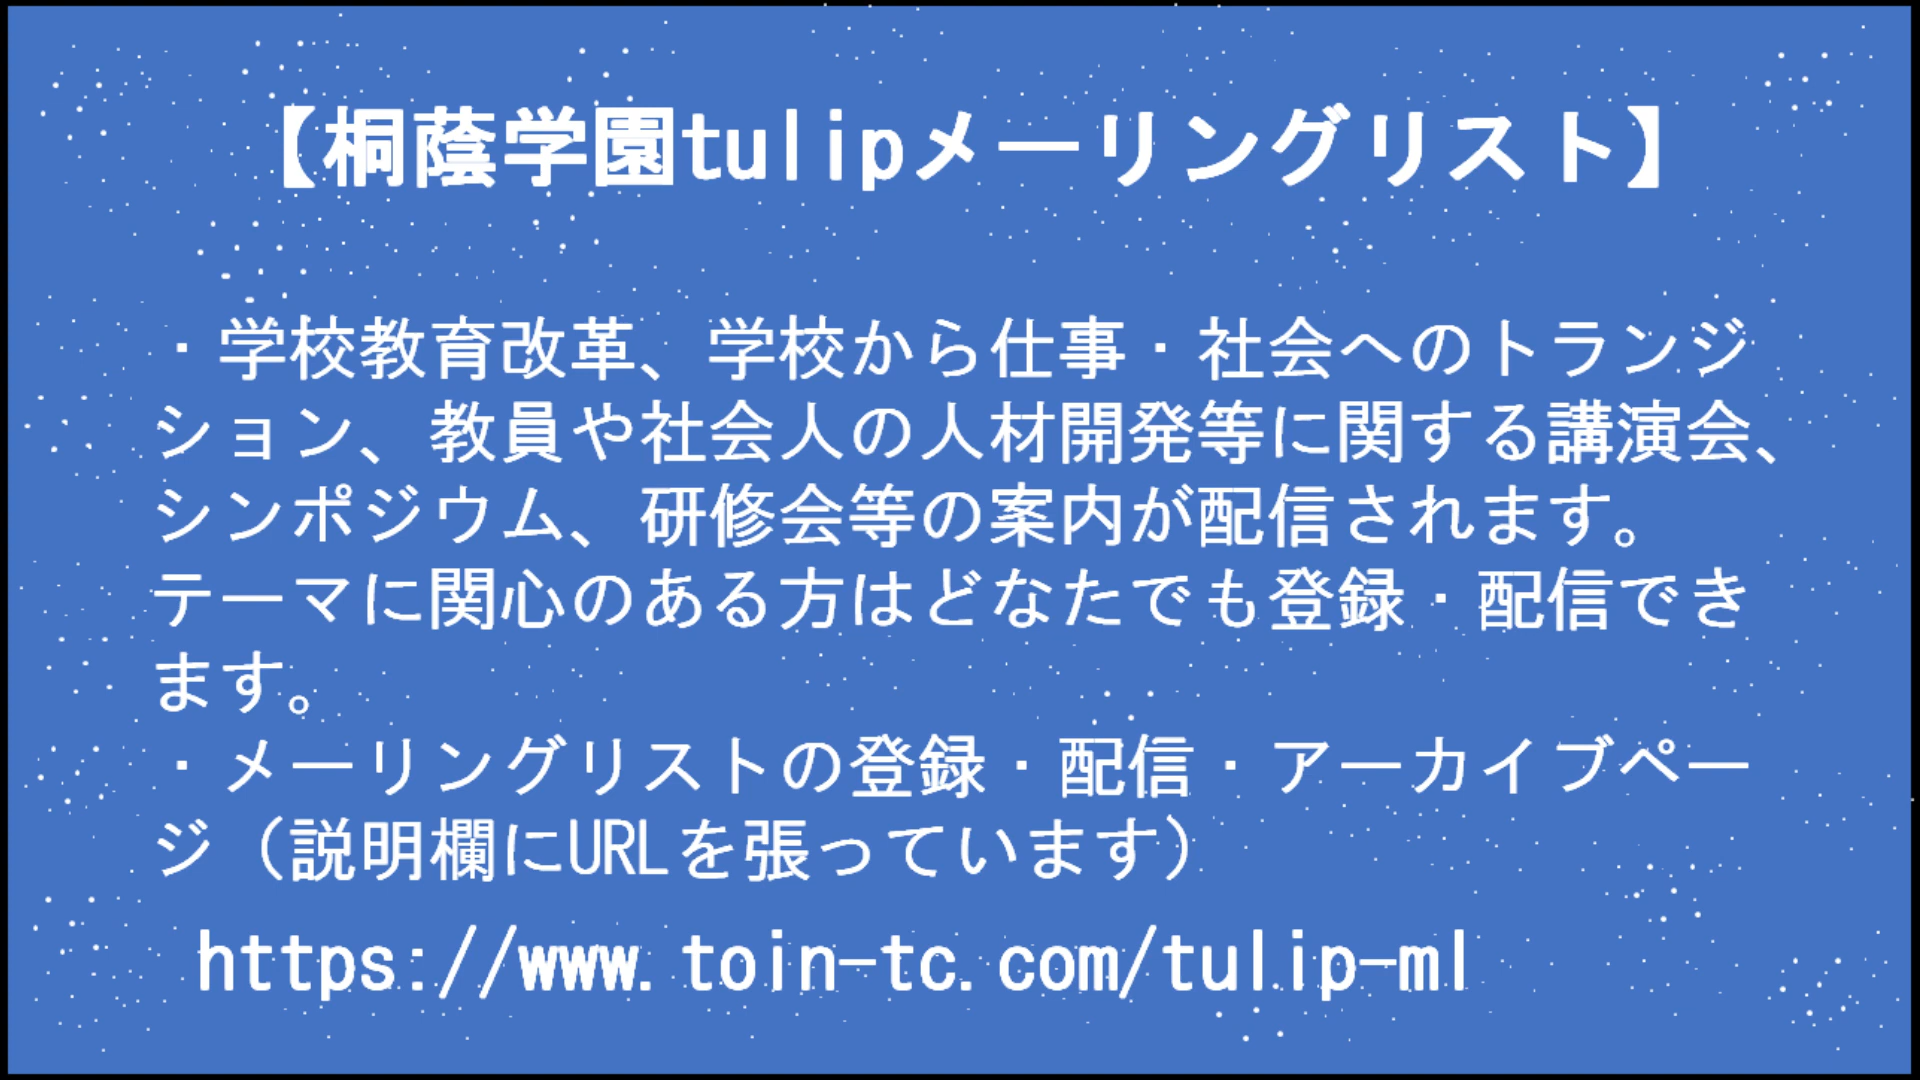 【桐蔭学園tulipメーリングリスト】
・学校教育改革、学校から仕事・社会へのトランジ
ション、教員や社会人の人材開発等に関する講演会、
シンポジウム、研修会等の案内が配信されます。
テーマに関心のある方はどなたでも登録・配信でき
ます。
・メーリングリストの登録・配信・アーカイブペー
ジ（説明欄にURLを張っています）
https://www.toin-tc.com/tulip-ml